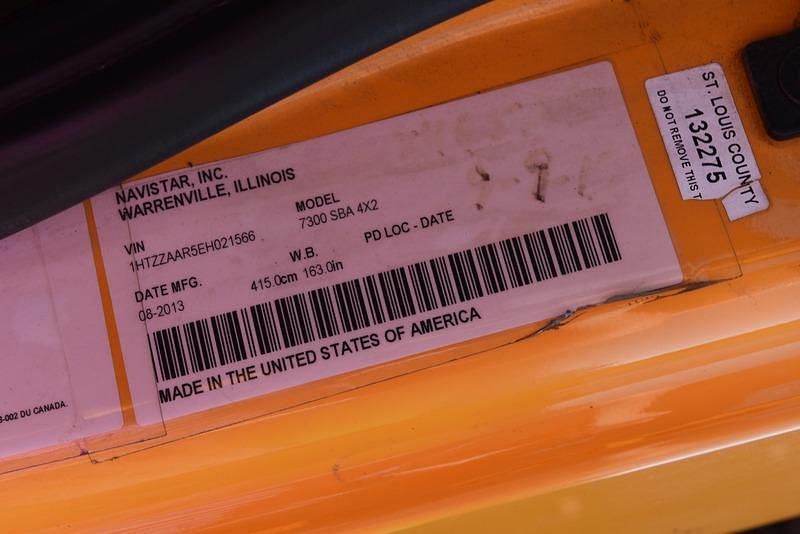 NAVISTAR, INC.
WARRENVILLE, ILLINOIS
VIN
1HTZZAAR5EH021566
MODEL
7300 SBA 4X2
DATE MFG.
08-2013
W.B.
415.0cm 163.0in
PD LOC - DATE
MADE IN THE UNITED STATES OF AMERICA
ST. LOUIS COUNTY
132275
DO NOT REMOVE THIS T
-002 DU CANADA.